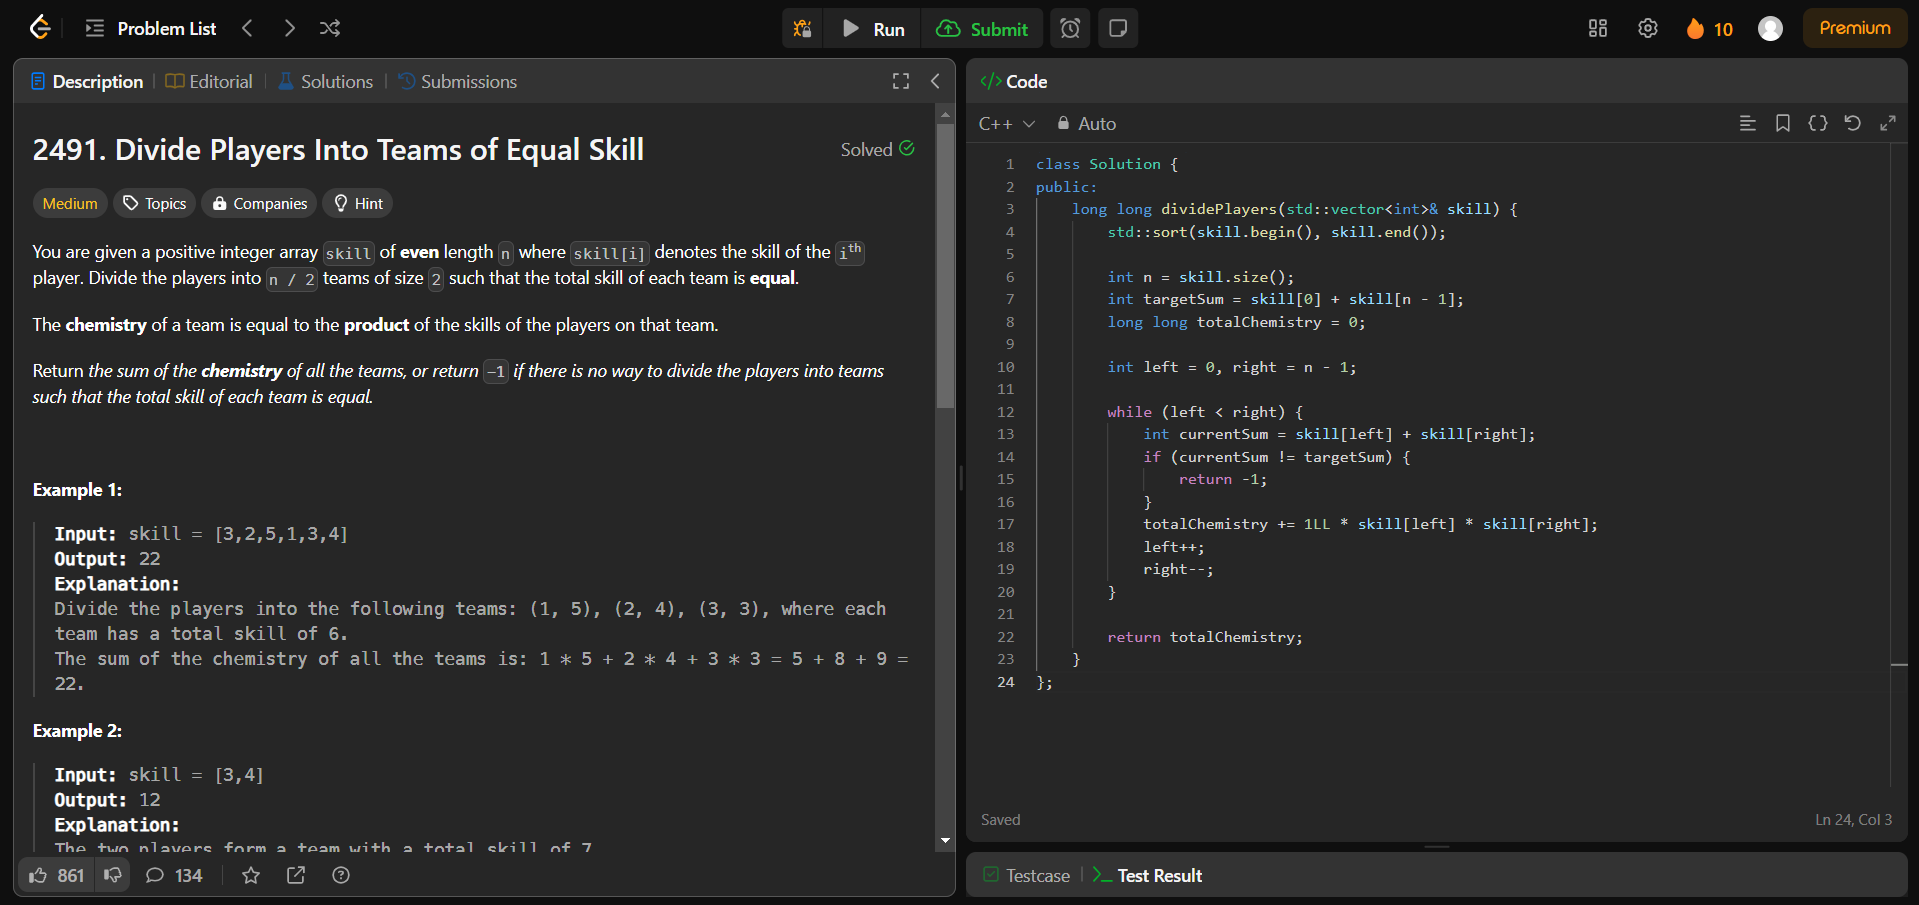 Problem List
Run
Submit
10
Premium
Description
Editorial
Solutions
Submissions
2491. Divide Players Into Teams of Equal Skill
Solved
Medium
Topics
Companies
Hint
You are given a positive integer array skill of even length n where skill[i] denotes the skill of the ith
player. Divide the players into n / 2 teams of size 2 such that the total skill of each team is equal.
The chemistry of a team is equal to the product of the skills of the players on that team.
Return the sum of the chemistry of all the teams, or return -1 if there is no way to divide the players into teams
such that the total skill of each team is equal.
Example 1:
Input: skill = [3,2,5,1,3,4]
Output: 22
Explanation:
Divide the players into the following teams: (1, 5), (2, 4), (3, 3), where each
team has a total skill of 6.
The sum of the chemistry of all the teams is: 1 * 5 + 2 * 4 + 3 * 3 = 5 + 8 + 9 =
22.
Example 2:
Input: skill = [3,4]
Output: 12
Explanation:
The two players form a team with a total skill of 7
861
134
</> Code
C++
Auto
1 class Solution {
2 public:
3 long long dividePlayers(std::vector<int>& skill) {
4 std::sort(skill.begin(), skill.end());
5
6 int n = skill.size();
7 int targetSum = skill[0] + skill[n - 1];
8 long long totalChemistry = 0;
9
10 int left = 0, right = n - 1;
11
12 while (left < right) {
13 int currentSum = skill[left] + skill[right];
14 if (currentSum != targetSum) {
15 return -1;
16 }
17 totalChemistry += 1LL * skill[left] * skill[right];
18 left++;
19 right--;
20 }
21
22 return totalChemistry;
23 }
24 };
Saved
Ln 24, Col 3
Testcase
Test Result